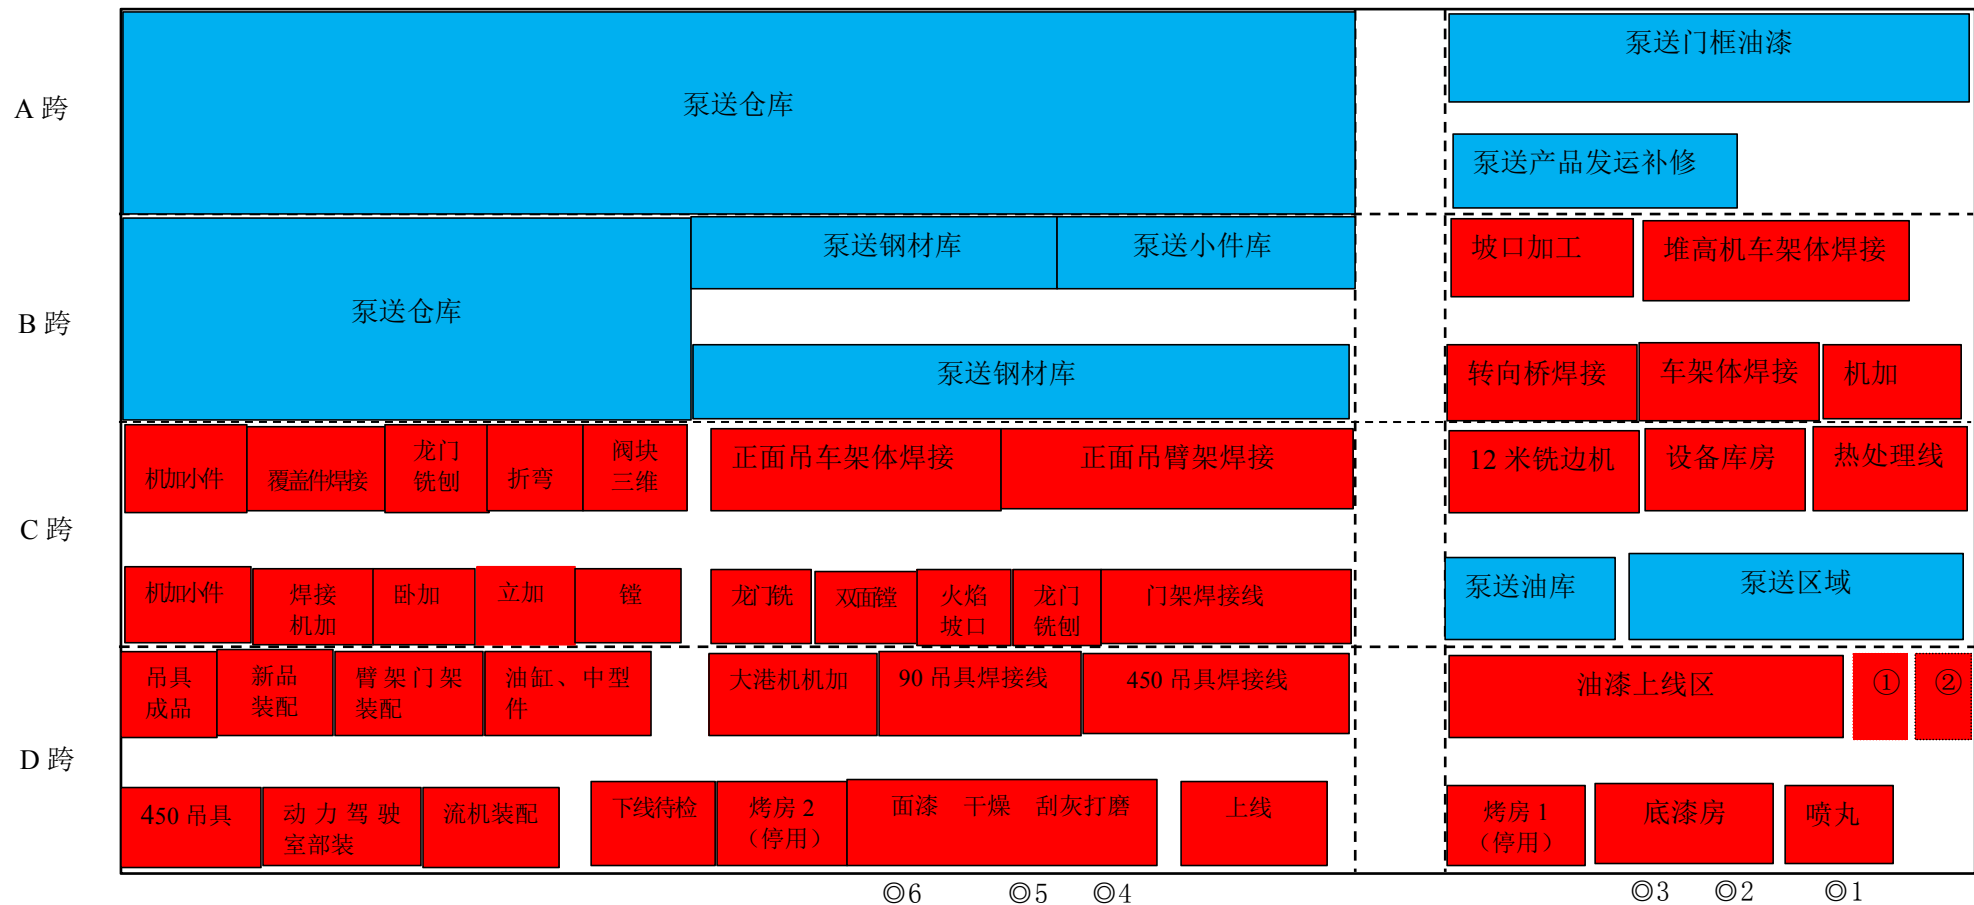 A 跨
泵送仓库
泵送门框油漆
泵送产品发运补修
B 跨
泵送仓库
泵送钢材库
泵送小件库
泵送钢材库
坡口加工
堆高机车架体焊接
转向桥焊接
车架体焊接
机加
C 跨
机加小件
覆盖件焊接
龙门
铣刨
折弯
阀块
三维
正面吊车架体焊接
正面吊臂架焊接
12 米铣边机
设备库房
热处理线
机加小件
焊接
机加
卧加
立加
镗
龙门铣
双面镗
火焰
坡口
龙门
铣刨
门架焊接线
泵送油库
泵送区域
D 跨
吊具
成品
新品
装配
臂架门架
装配
油缸、中型
件
大港机机加
90 吊具焊接线
450 吊具焊接线
油漆上线区
①
②
450 吊具
动力驾驶
室部装
流机装配
下线待检
烤房 2
（停用）
面漆 干燥 刮灰打磨
上线
烤房 1
（停用）
底漆房
喷丸
◎6 ◎5 ◎4 ◎3 ◎2 ◎1